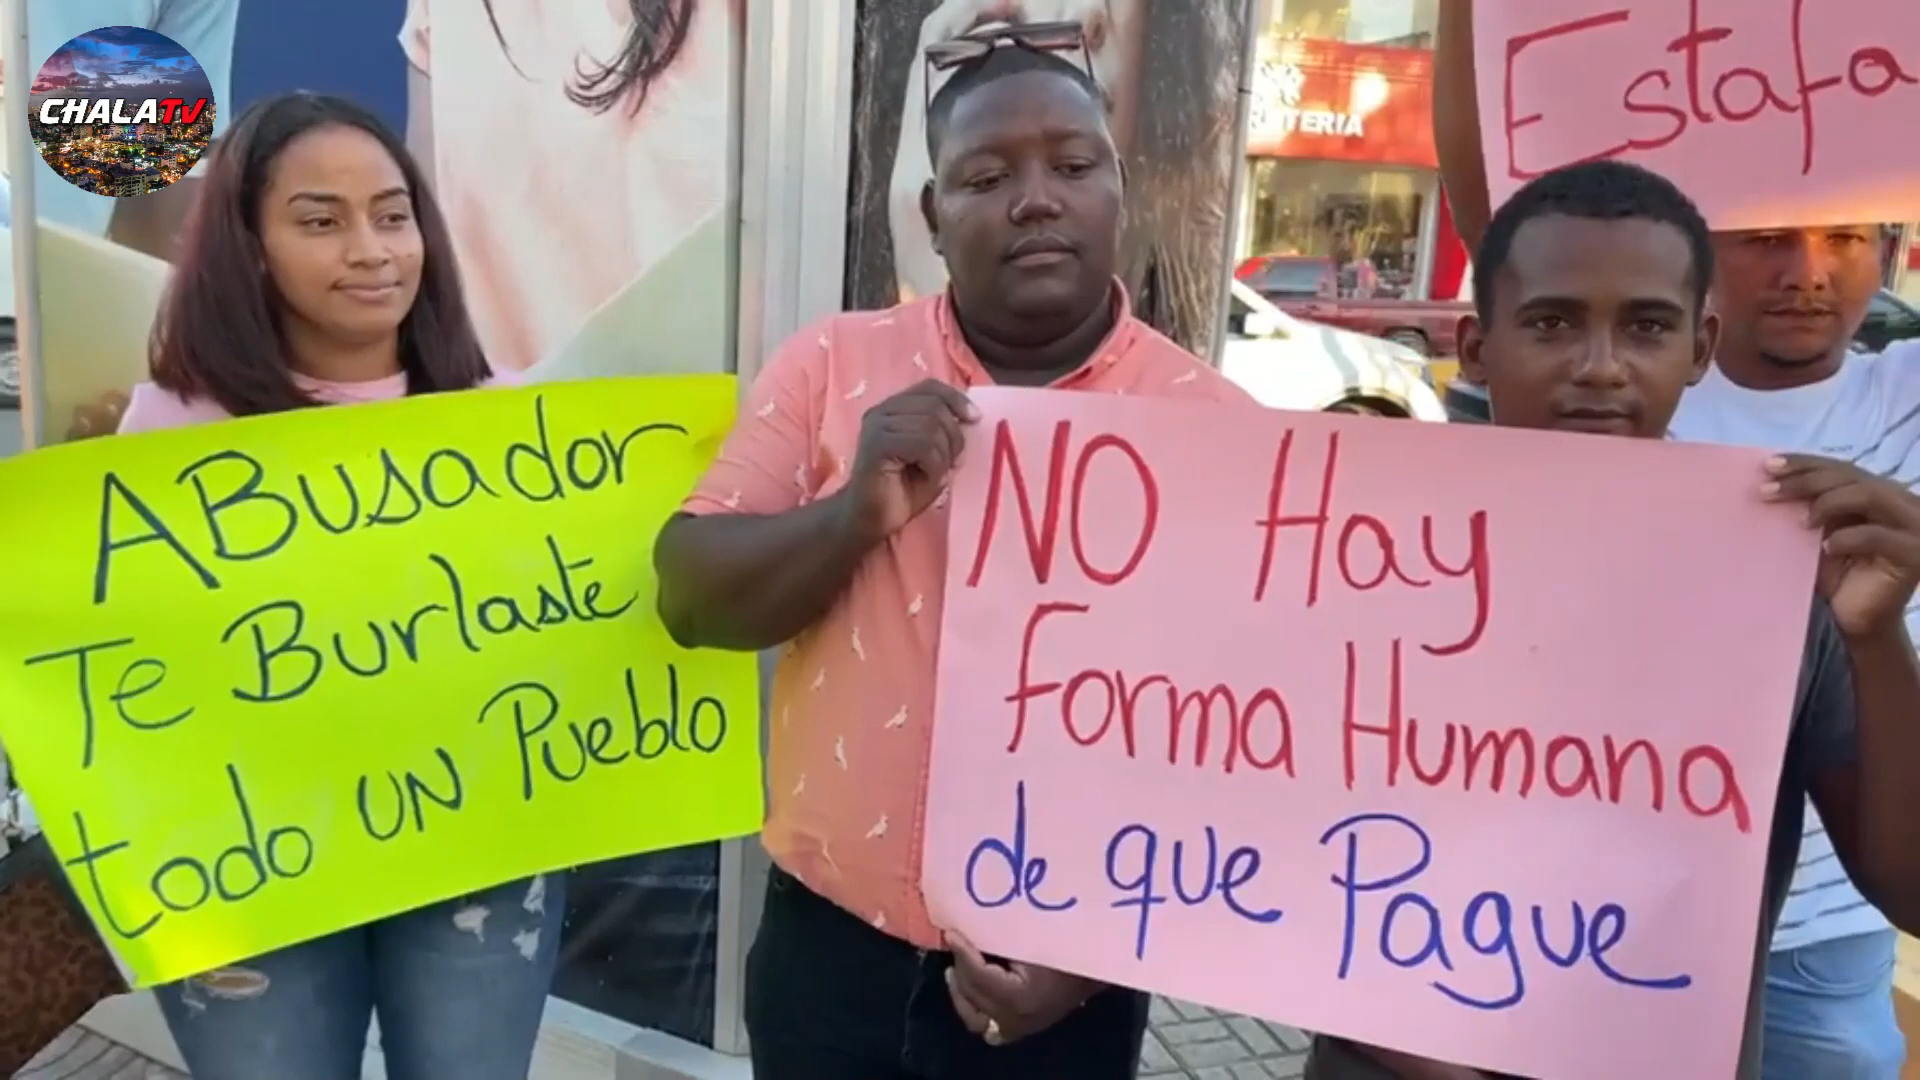 CHALATV
ABusador
Te Burlaste
todo UN Pueblo
NO Hay
Forma Humana
de que Pague
Estafa